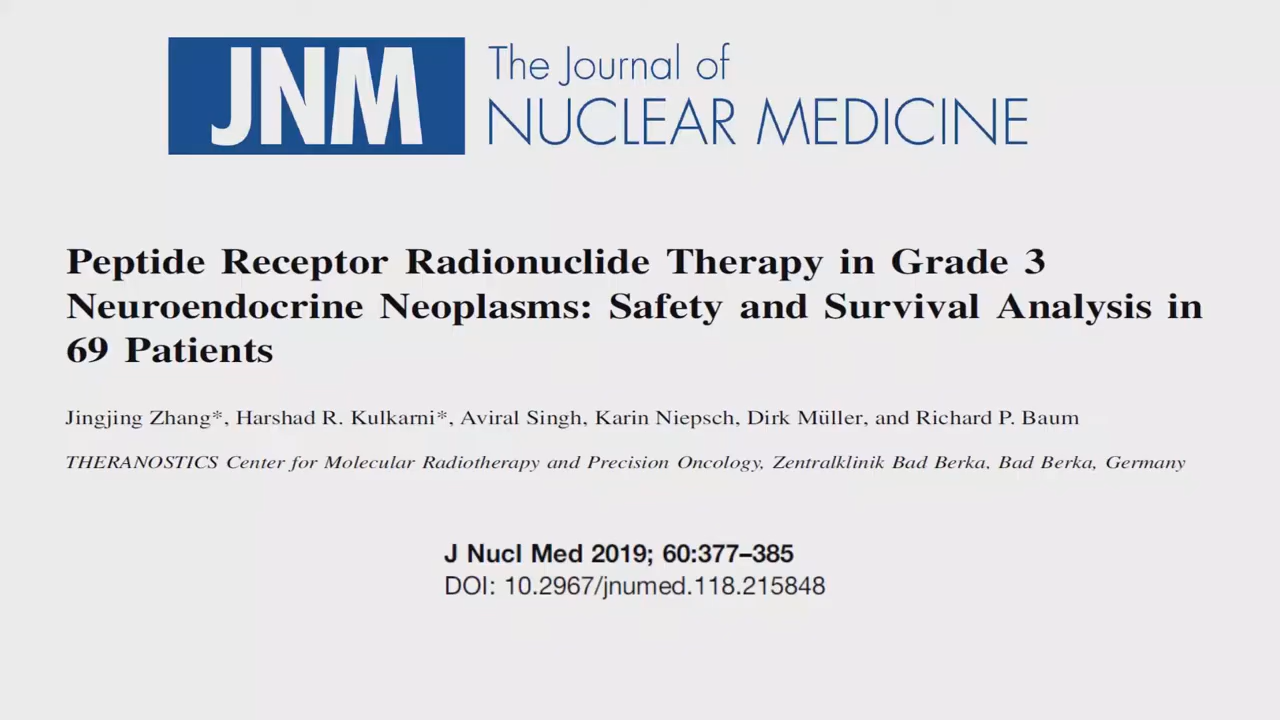 JNM
The Journal of
NUCLEAR MEDICINE
Peptide Receptor Radionuclide Therapy in Grade 3
Neuroendocrine Neoplasms: Safety and Survival Analysis in
69 Patients
Jingjing Zhang*, Harshad R. Kulkarni*, Aviral Singh, Karin Niepsch, Dirk Müller, and Richard P. Baum
THERANOSTICS Center for Molecular Radiotherapy and Precision Oncology, Zentralklinik Bad Berka, Bad Berka, Germany
J Nucl Med 2019; 60:377–385
DOI: 10.2967/jnumed.118.215848